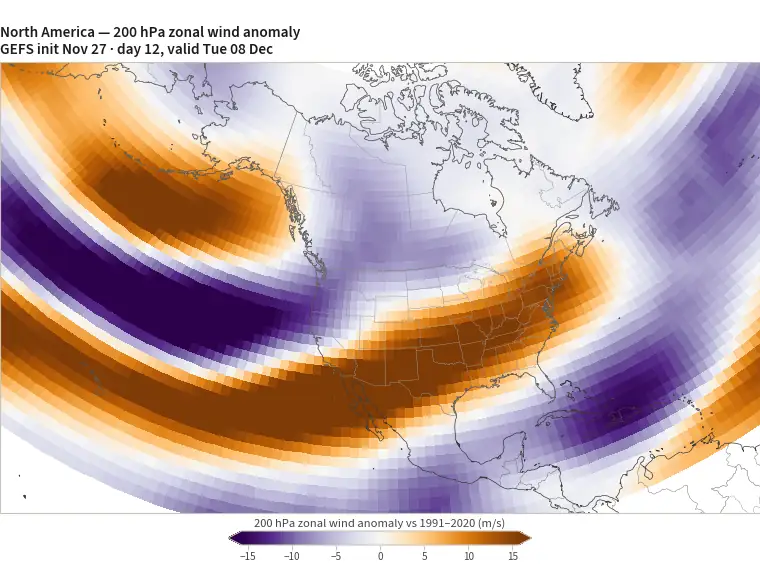 North America — 200 hPa zonal wind anomaly
GEFS init Nov 27 · day 12, valid Tue 08 Dec
200 hPa zonal wind anomaly vs 1991–2020 (m/s)
−15 −10 −5 0 5 10 15